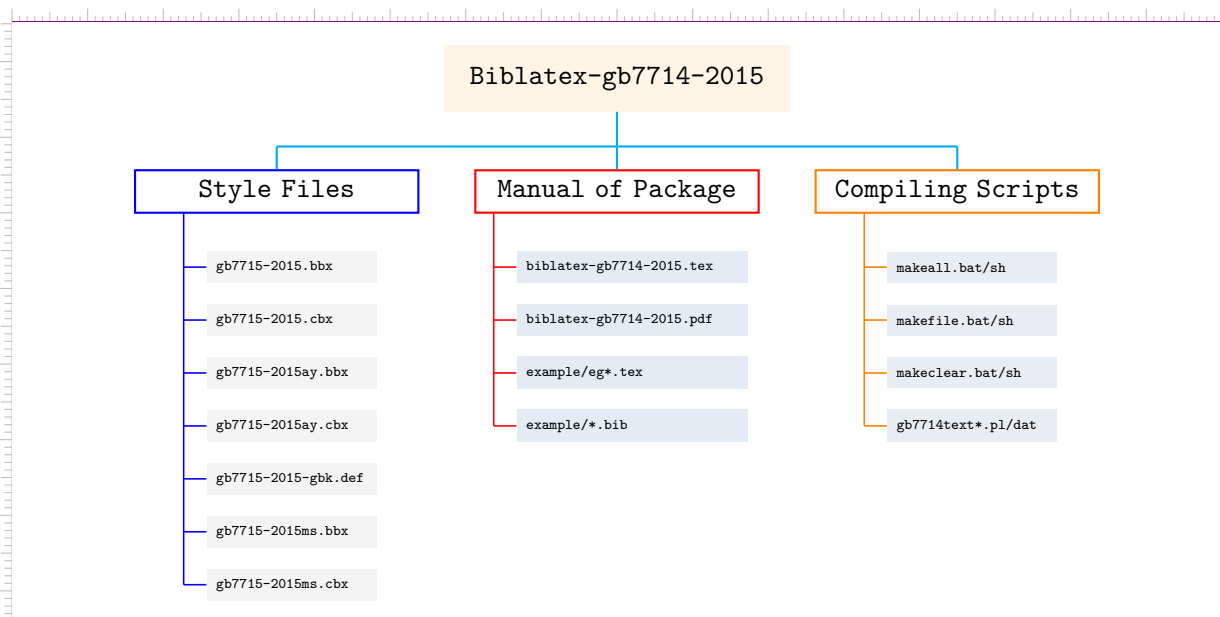 Biblatex-gb7714-2015
Style Files
gb7715-2015.bbx
gb7715-2015.cbx
gb7715-2015ay.bbx
gb7715-2015ay.cbx
gb7715-2015-gbk.def
gb7715-2015ms.bbx
gb7715-2015ms.cbx
Manual of Package
biblatex-gb7714-2015.tex
biblatex-gb7714-2015.pdf
example/eg*.tex
example/*.bib
Compiling Scripts
makeall.bat/sh
makefile.bat/sh
makeclear.bat/sh
gb7714text*.pl/dat